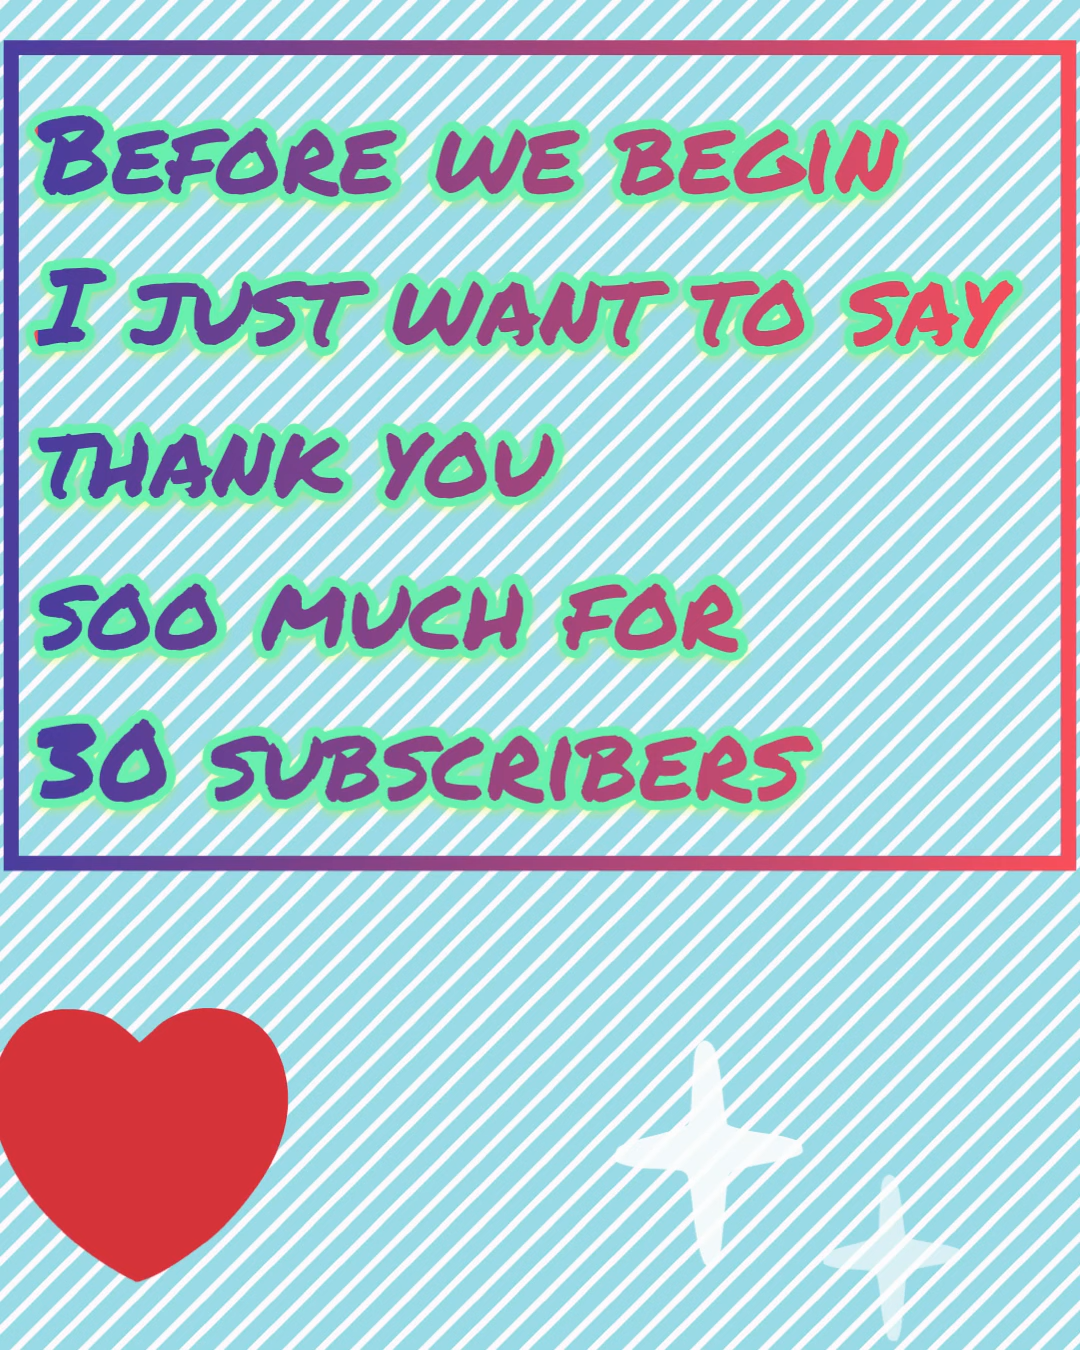 Before we begin
I just want to say
thank you
soo much for
30 subscribers